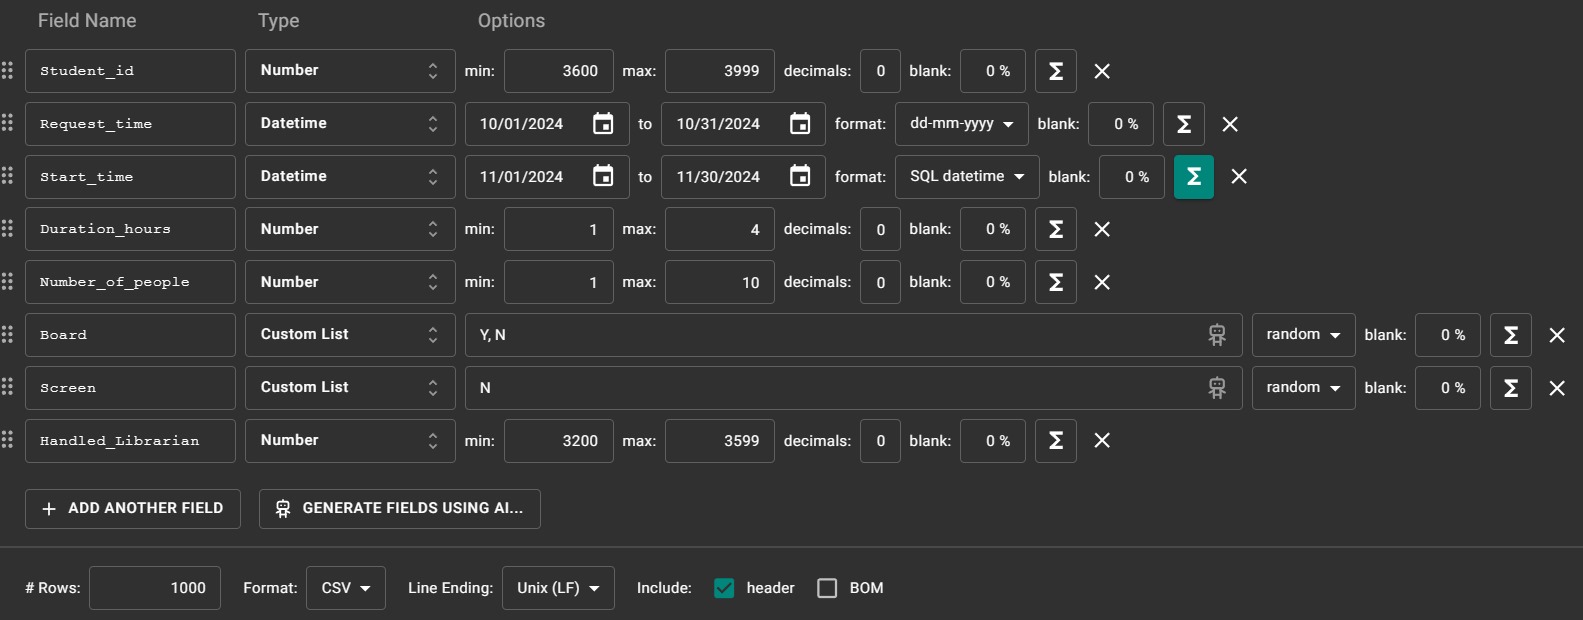 Field Name Type Options
Student_id Number min: 3600 max: 3999 decimals: 0 blank: 0 % Σ
Request_time Datetime 10/01/2024 to 10/31/2024 format: dd-mm-yyyy blank: 0 % Σ
Start_time Datetime 11/01/2024 to 11/30/2024 format: SQL datetime blank: 0 % Σ
Duration_hours Number min: 1 max: 4 decimals: 0 blank: 0 % Σ
Number_of_people Number min: 1 max: 10 decimals: 0 blank: 0 % Σ
Board Custom List Y, N random blank: 0 % Σ
Screen Custom List N random blank: 0 % Σ
Handled_Librarian Number min: 3200 max: 3599 decimals: 0 blank: 0 % Σ
+ ADD ANOTHER FIELD GENERATE FIELDS USING AI...
# Rows: 1000 Format: CSV Line Ending: Unix (LF) Include: header BOM